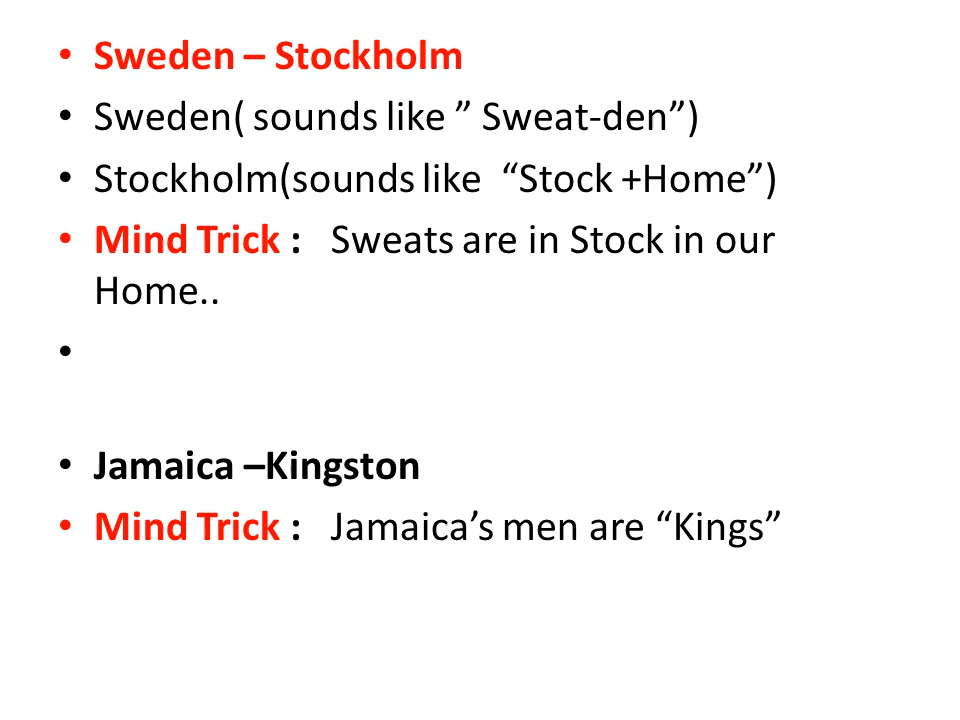 • Sweden – Stockholm
• Sweden( sounds like ” Sweat-den”)
• Stockholm(sounds like “Stock +Home”)
• Mind Trick : Sweats are in Stock in our
Home..
•
• Jamaica –Kingston
• Mind Trick : Jamaica’s men are “Kings”